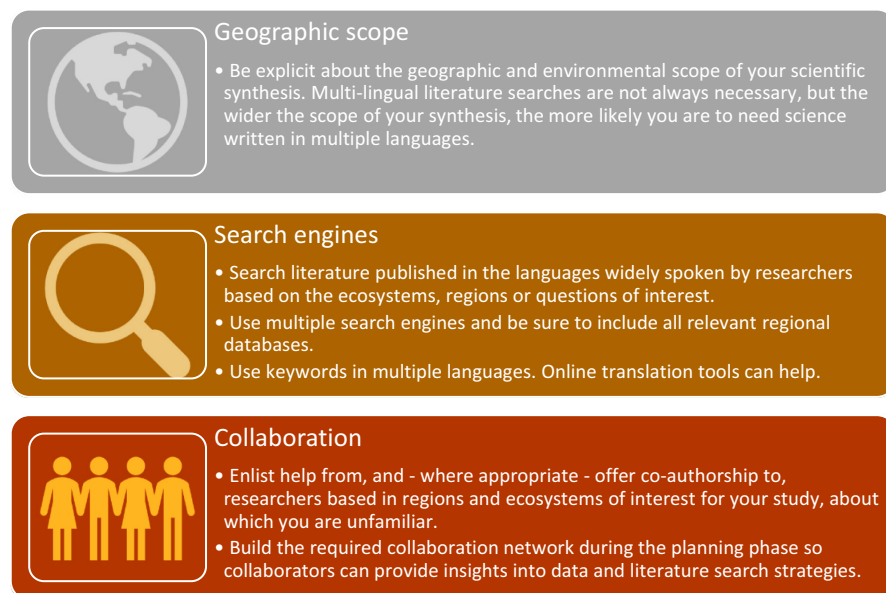 Geographic scope
• Be explicit about the geographic and environmental scope of your scientific
synthesis. Multi-lingual literature searches are not always necessary, but the
wider the scope of your synthesis, the more likely you are to need science
written in multiple languages.
Search engines
• Search literature published in the languages widely spoken by researchers
based on the ecosystems, regions or questions of interest.
• Use multiple search engines and be sure to include all relevant regional
databases.
• Use keywords in multiple languages. Online translation tools can help.
Collaboration
• Enlist help from, and - where appropriate - offer co-authorship to,
researchers based in regions and ecosystems of interest for your study, about
which you are unfamiliar.
• Build the required collaboration network during the planning phase so
collaborators can provide insights into data and literature search strategies.